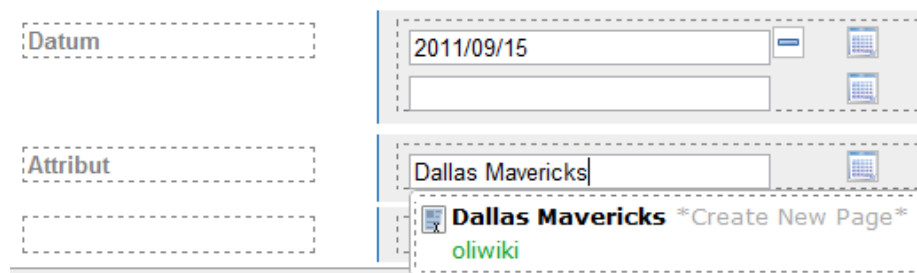 Datum
2011/09/15
Attribut
Dallas Mavericks
Dallas Mavericks *Create New Page*
oliwiki